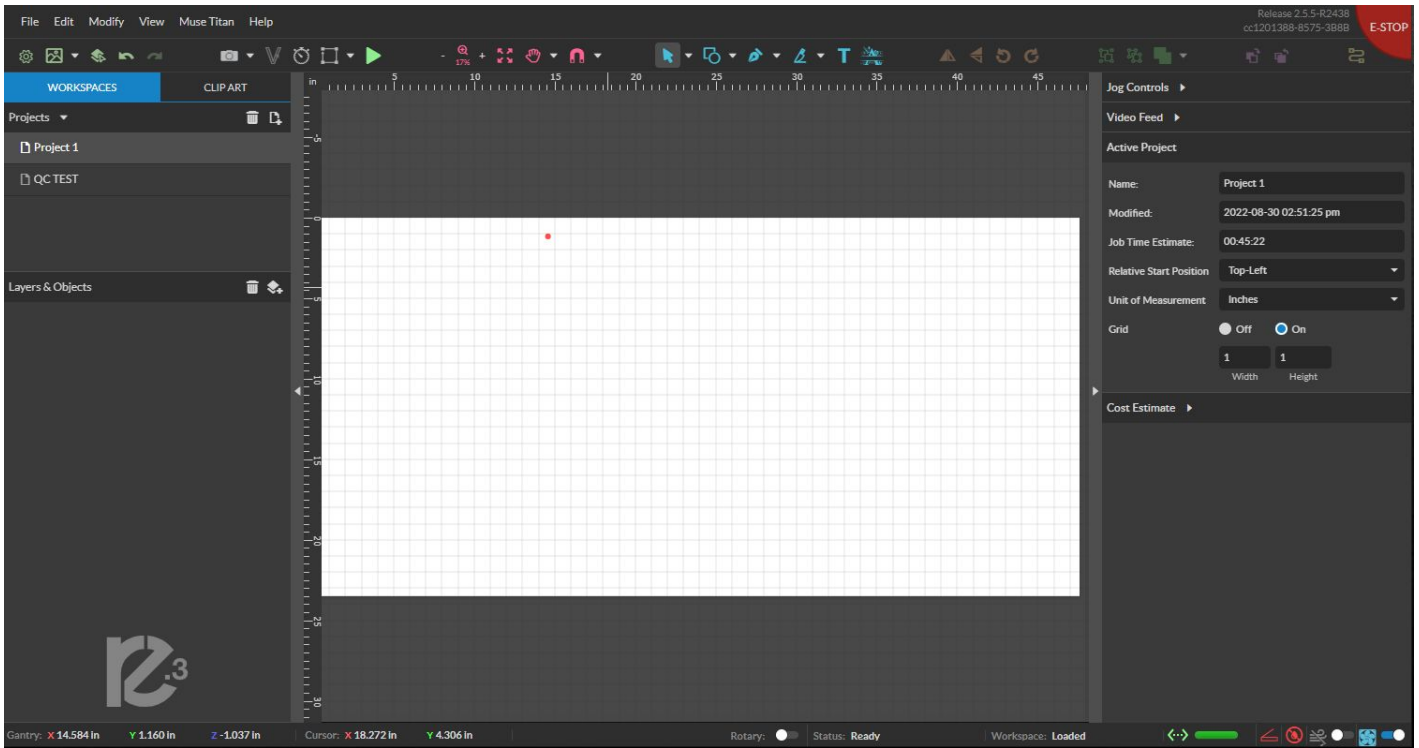 File Edit Modify View Muse Titan Help
Release 2.5.5-R2438
cc1201388-8575-3B8B
E-STOP
17%
- +
T
WORKSPACES CLIP ART
in 5 10 15 20 25 30 35 40 45
Jog Controls
Projects
Video Feed
Project 1
Active Project
QC TEST
Name: Project 1
Modified: 2022-08-30 02:51:25 pm
Job Time Estimate: 00:45:22
Relative Start Position Top-Left
Layers & Objects
Unit of Measurement Inches
Grid Off On
1 1
Width Height
Cost Estimate
-5
0
5
10
15
20
25
30
re.3
Gantry: X 14.584 in Y 1.160 in Z -1.037 in Cursor: X 18.272 in Y 4.306 in Rotary: Status: Ready Workspace: Loaded